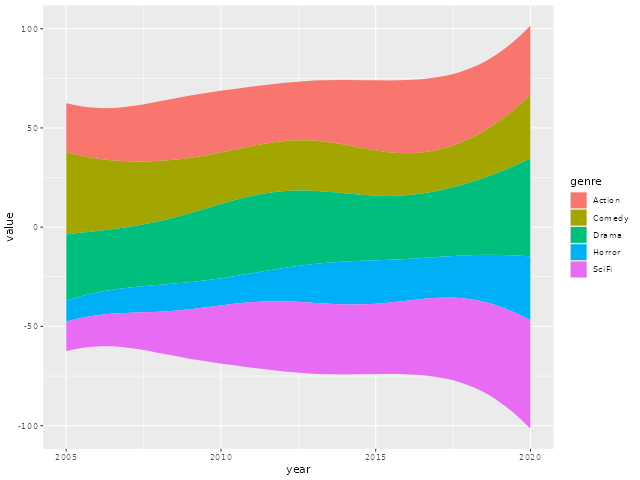 100
50
0
-50
-100
value
2005
2010
2015
2020
year
genre
Action
Comedy
Drama
Horror
SciFi